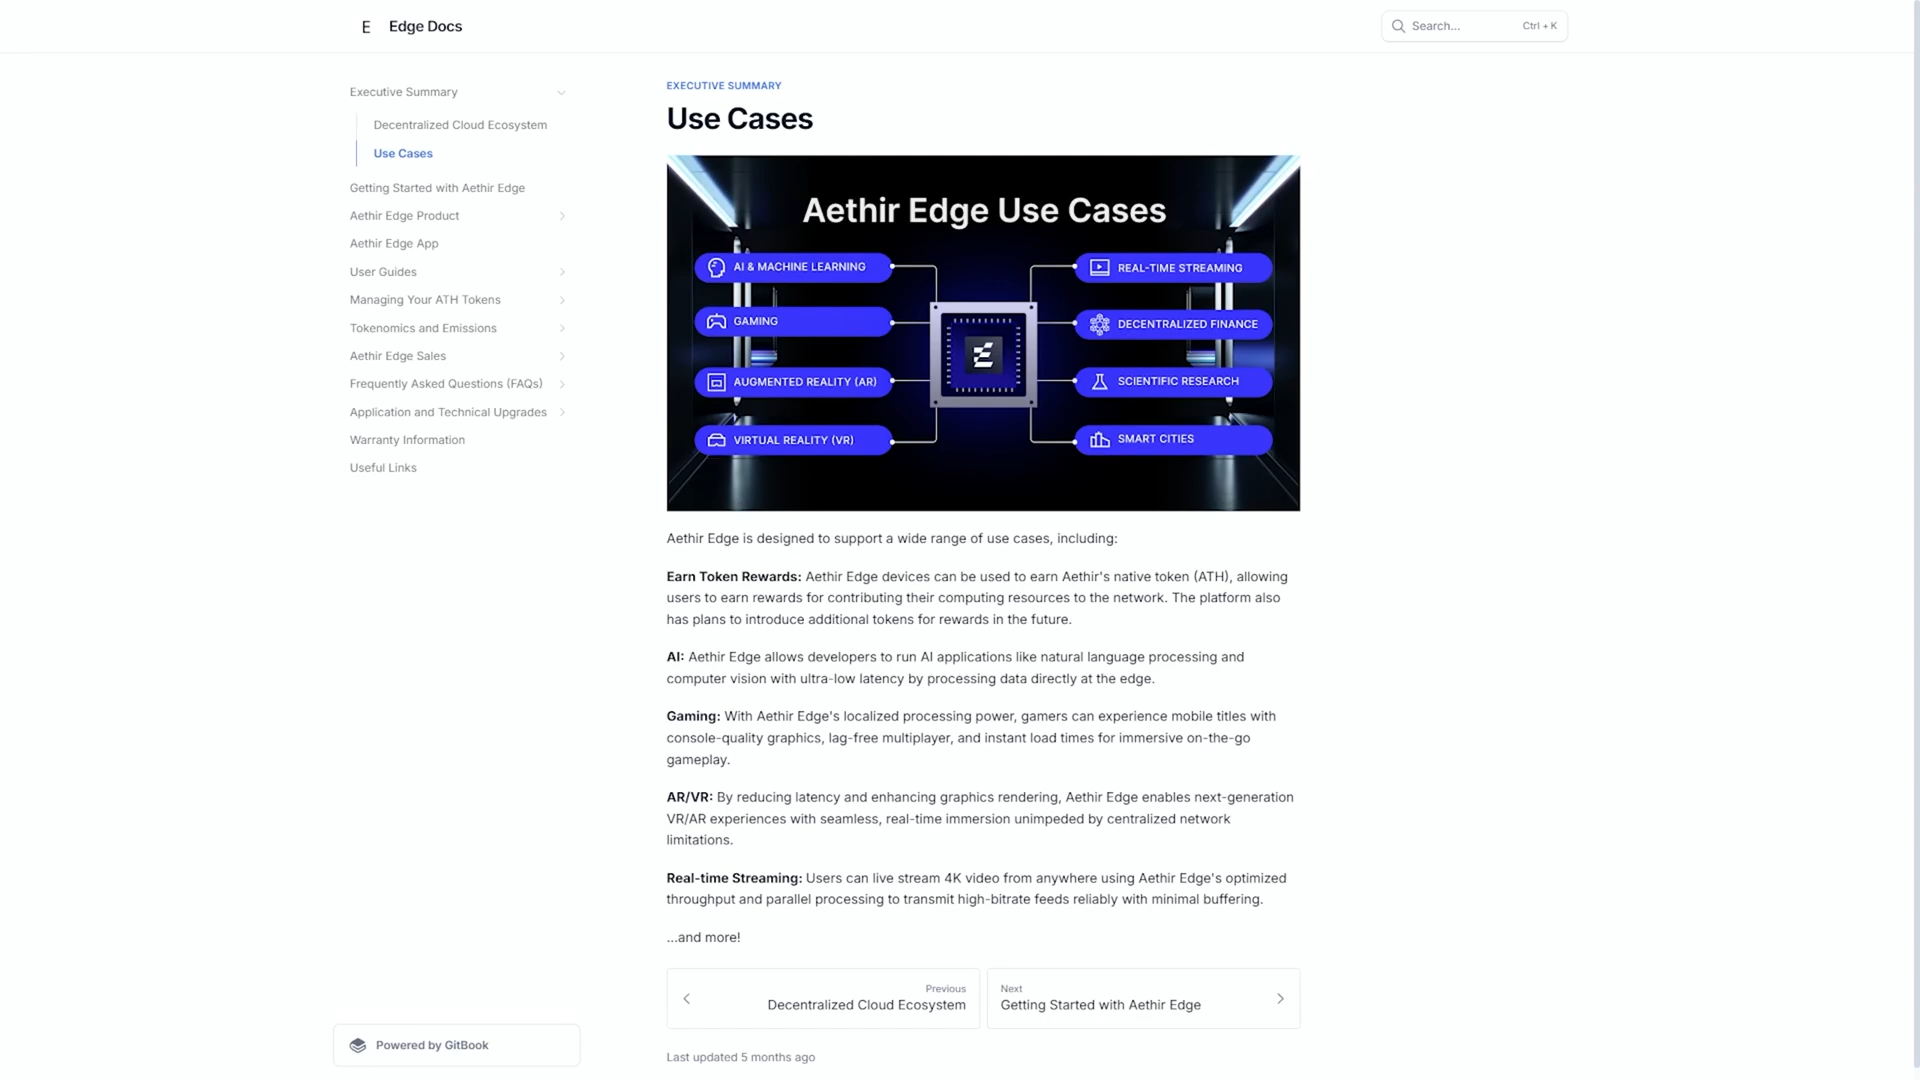 E Edge Docs
Search... Ctrl + K
Executive Summary
Decentralized Cloud Ecosystem
Use Cases
Getting Started with Aethir Edge
Aethir Edge Product
Aethir Edge App
User Guides
Managing Your ATH Tokens
Tokenomics and Emissions
Aethir Edge Sales
Frequently Asked Questions (FAQs)
Application and Technical Upgrades
Warranty Information
Useful Links
Powered by GitBook
EXECUTIVE SUMMARY
Use Cases
Aethir Edge Use Cases
AI & MACHINE LEARNING
GAMING
AUGMENTED REALITY (AR)
VIRTUAL REALITY (VR)
REAL-TIME STREAMING
DECENTRALIZED FINANCE
SCIENTIFIC RESEARCH
SMART CITIES
Aethir Edge is designed to support a wide range of use cases, including:
Earn Token Rewards: Aethir Edge devices can be used to earn Aethir's native token (ATH), allowing
users to earn rewards for contributing their computing resources to the network. The platform also
has plans to introduce additional tokens for rewards in the future.
AI: Aethir Edge allows developers to run AI applications like natural language processing and
computer vision with ultra-low latency by processing data directly at the edge.
Gaming: With Aethir Edge's localized processing power, gamers can experience mobile titles with
console-quality graphics, lag-free multiplayer, and instant load times for immersive on-the-go
gameplay.
AR/VR: By reducing latency and enhancing graphics rendering, Aethir Edge enables next-generation
VR/AR experiences with seamless, real-time immersion unimpeded by centralized network
limitations.
Real-time Streaming: Users can live stream 4K video from anywhere using Aethir Edge's optimized
throughput and parallel processing to transmit high-bitrate feeds reliably with minimal buffering.
...and more!
Previous
Decentralized Cloud Ecosystem
Next
Getting Started with Aethir Edge
Last updated 5 months ago